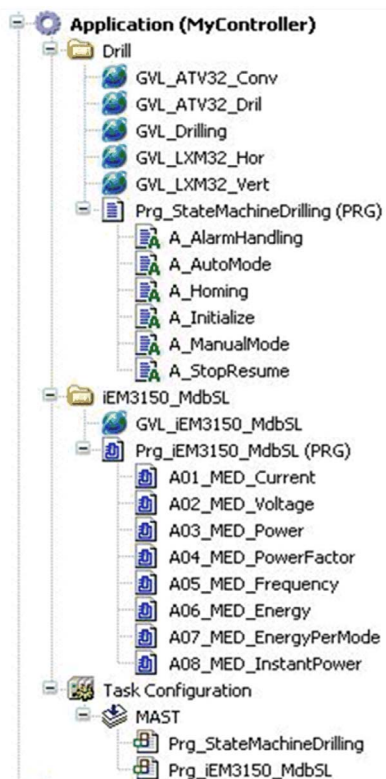 Application (MyController)
Drill
GVL_ATV32_Conv
GVL_ATV32_Dril
GVL_Drilling
GVL_LXM32_Hor
GVL_LXM32_Vert
Prg_StateMachineDrilling (PRG)
A_AlarmHandling
A_AutoMode
A_Homing
A_Initialize
A_ManualMode
A_StopResume
iEM3150_MdbSL
GVL_iEM3150_MdbSL
Prg_iEM3150_MdbSL (PRG)
A01_MED_Current
A02_MED_Voltage
A03_MED_Power
A04_MED_PowerFactor
A05_MED_Frequency
A06_MED_Energy
A07_MED_EnergyPerMode
A08_MED_InstantPower
Task Configuration
MAST
Prg_StateMachineDrilling
Prg_iEM3150_MdbSL